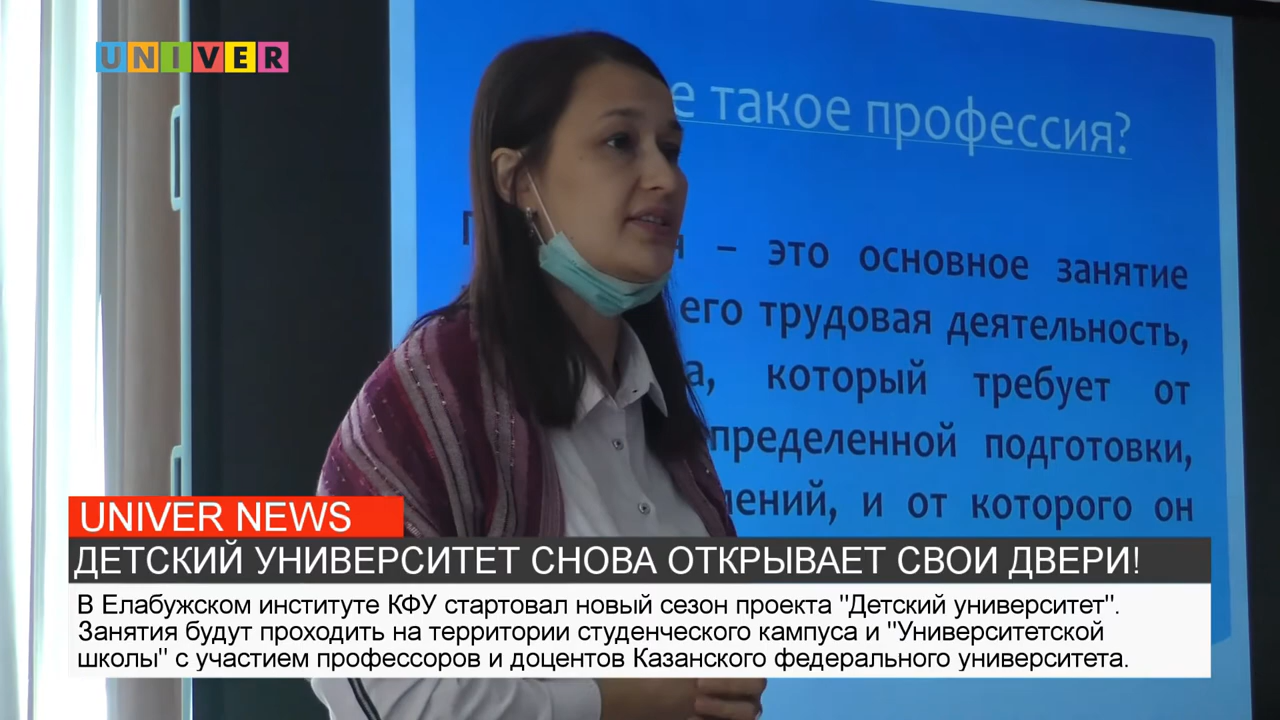 UNIVER
е такое профессия?
– это основное занятие
его трудовая деятельность,
который требует от
подготовки,
и от которого он
UNIVER NEWS
ДЕТСКИЙ УНИВЕРСИТЕТ СНОВА ОТКРЫВАЕТ СВОИ ДВЕРИ!
В Елабужском институте КФУ стартовал новый сезон проекта "Детский университет".
Занятия будут проходить на территории студенческого кампуса и "Университетской
школы" с участием профессоров и доцентов Казанского федерального университета.